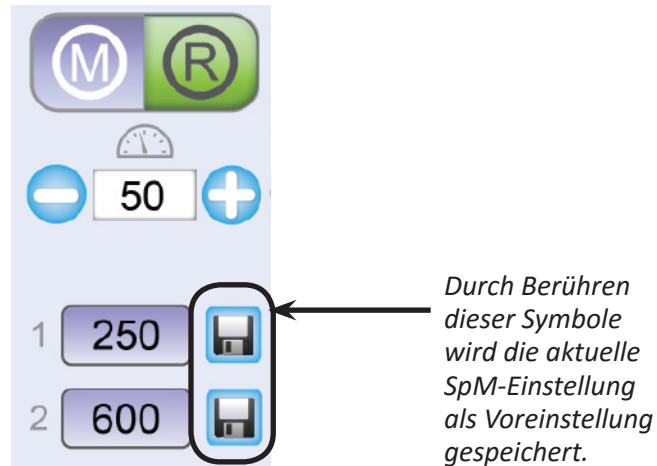 M R
50
1 250
2 600
Durch Berühren
dieser Symbole
wird die aktuelle
SpM-Einstellung
als Voreinstellung
gespeichert.